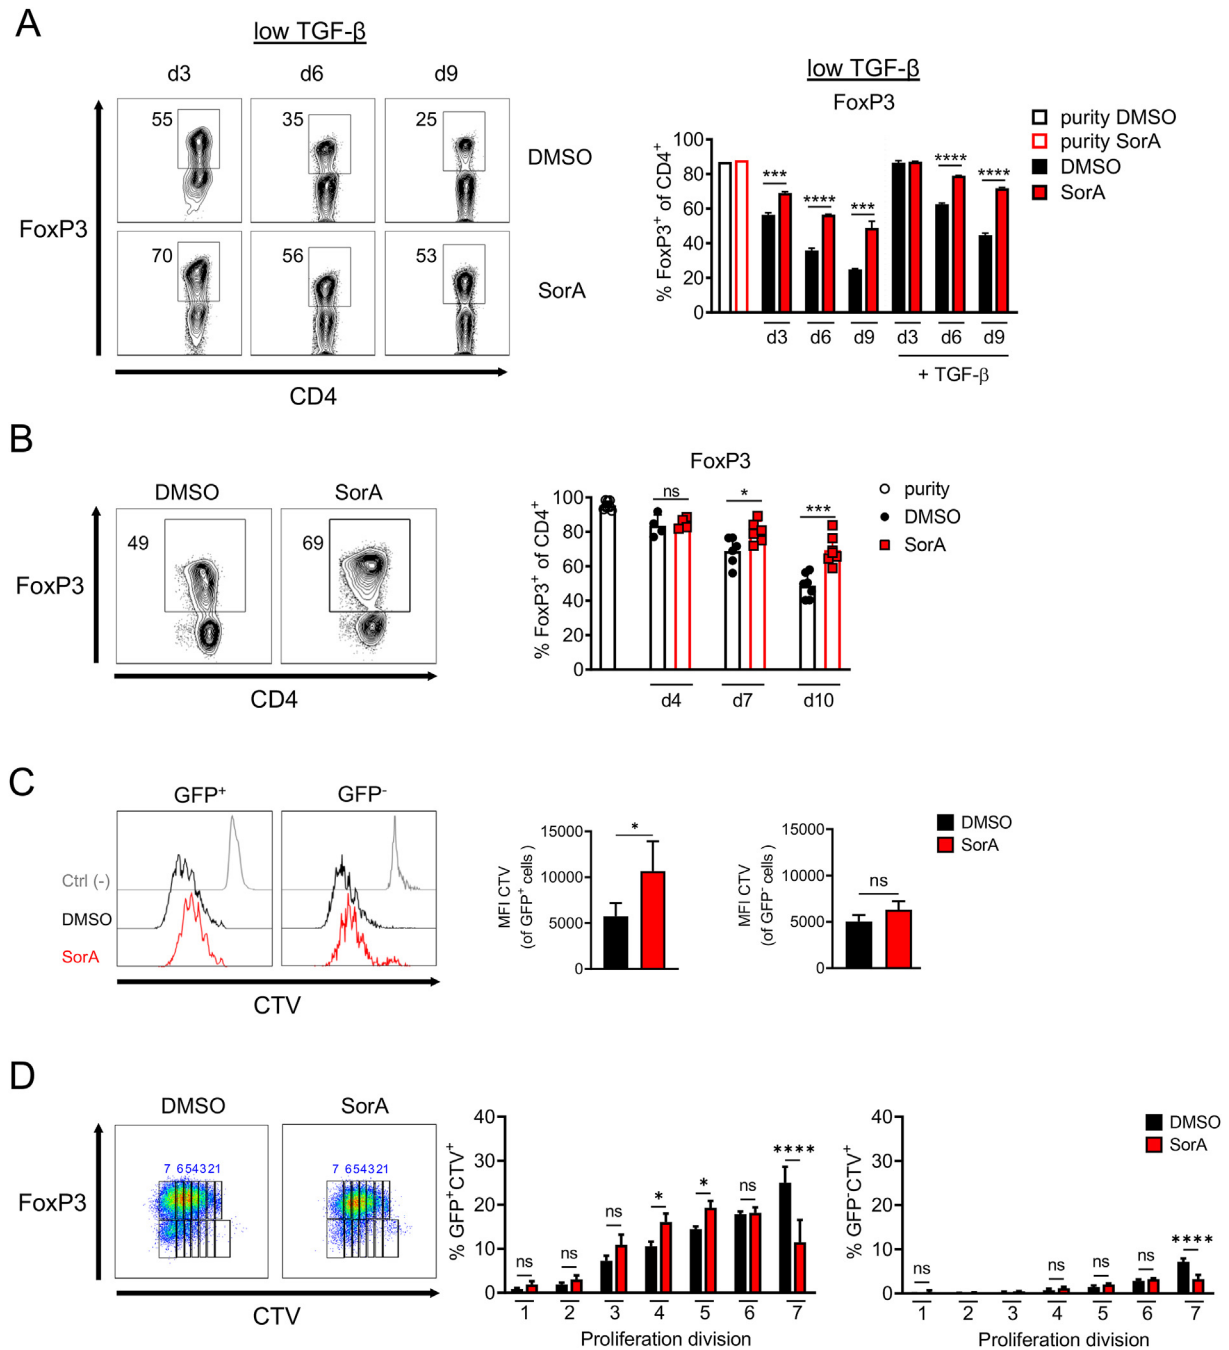 A
low TGF-β
d3 d6 d9
55 35 25
DMSO
FoxP3
70 56 53
SorA
CD4
low TGF-β
FoxP3
purity DMSO
purity SorA
DMSO
SorA
% FoxP3⁺ of CD4⁺
100
80
60
40
20
0
*** **** *** **** ****
d3 d6 d9 d3 d6 d9
+ TGF-β
B
DMSO SorA
49 69
FoxP3
CD4
FoxP3
purity
DMSO
SorA
% FoxP3⁺ of CD4⁺
100
80
60
40
20
0
ns * ***
d4 d7 d10
C
GFP⁺ GFP⁻
Ctrl (-)
DMSO
SorA
CTV
MFI CTV
(of GFP⁺ cells)
15000
10000
5000
0
*
MFI CTV
(of GFP⁻ cells)
15000
10000
5000
0
ns
DMSO
SorA
D
DMSO SorA
7 654321 7 654321
FoxP3
CTV
% GFP⁺CTV⁺
40
30
20
10
0
ns ns ns * * ns ****
1 2 3 4 5 6 7
Proliferation division
% GFP⁻CTV⁺
40
30
20
10
0
ns ns ns ns ****
1 2 3 4 5 6 7
Proliferation division
DMSO
SorA